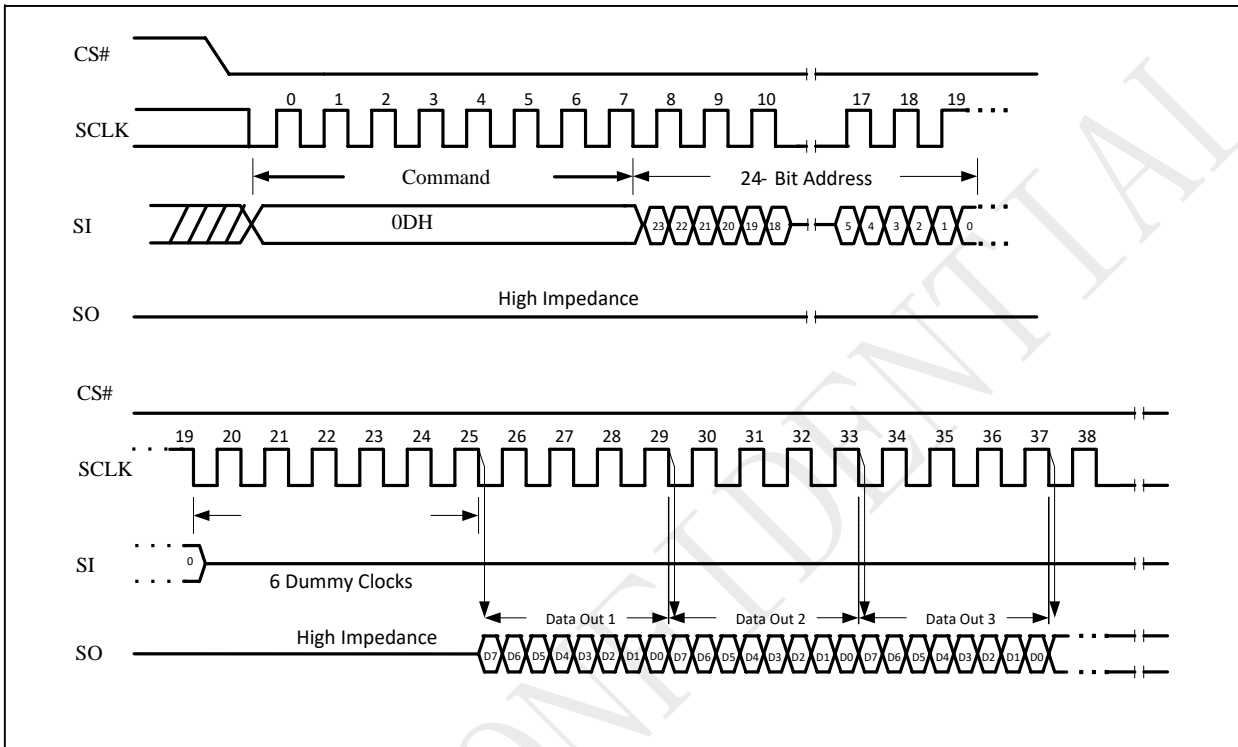 CS#
0 1 2 3 4 5 6 7 8 9 10 17 18 19
SCLK
Command 24- Bit Address
SI 0DH 23 22 21 20 19 18 5 4 3 2 1 0
High Impedance
SO
CS#
19 20 21 22 23 24 25 26 27 28 29 30 31 32 33 34 35 36 37 38
SCLK
SI 0
6 Dummy Clocks
Data Out 1 Data Out 2 Data Out 3
High Impedance
SO D7 D6 D5 D4 D3 D2 D1 D0 D7 D6 D5 D4 D3 D2 D1 D0 D7 D6 D5 D4 D3 D2 D1 D0
ONFIDENTIAL